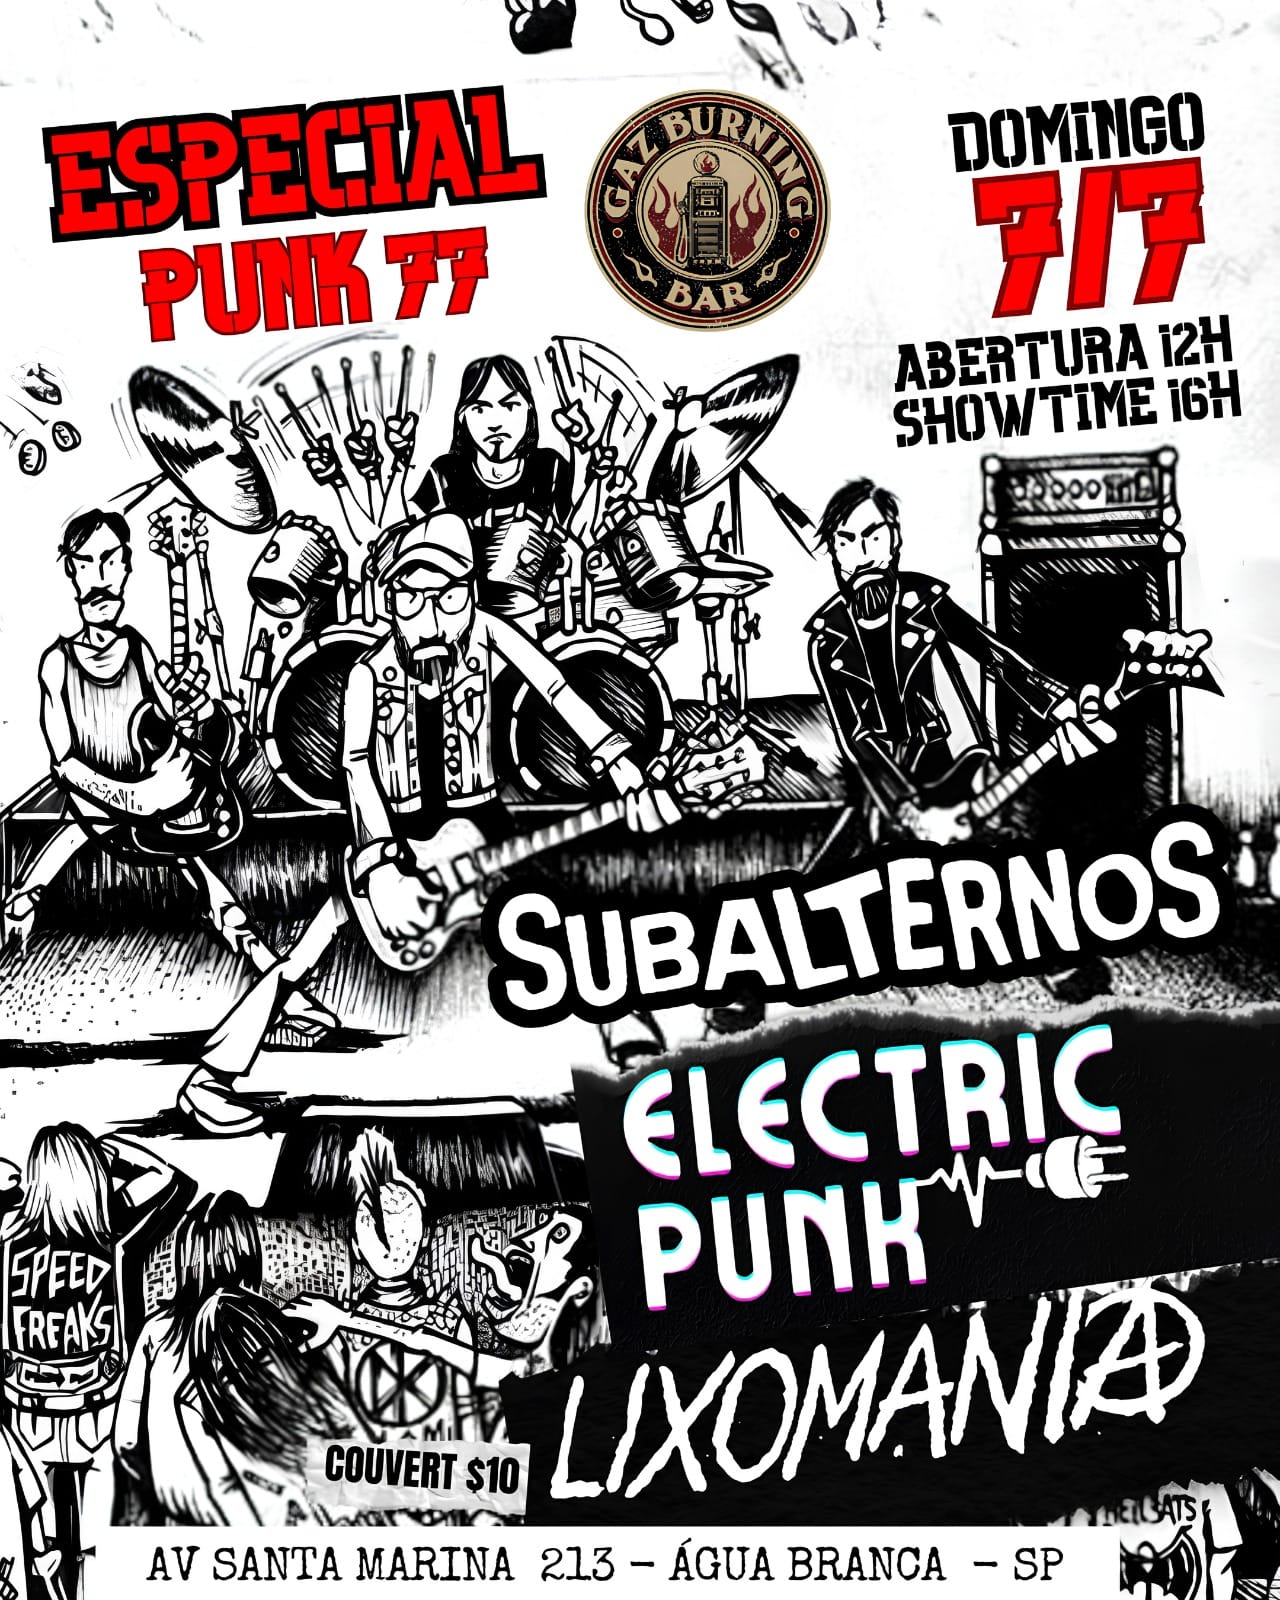 ESPECIAL
PUNK 77
GAZ BURNING
BAR
DOMINGO
7/7
ABERTURA 12H
SHOWTIME 16H
SUBALTERNOS
ELECTRIC
PUNK
LIXOMANIA
SPEED
FREAKS
COUVERT $10
AV SANTA MARINA 213 – ÁGUA BRANCA – SP